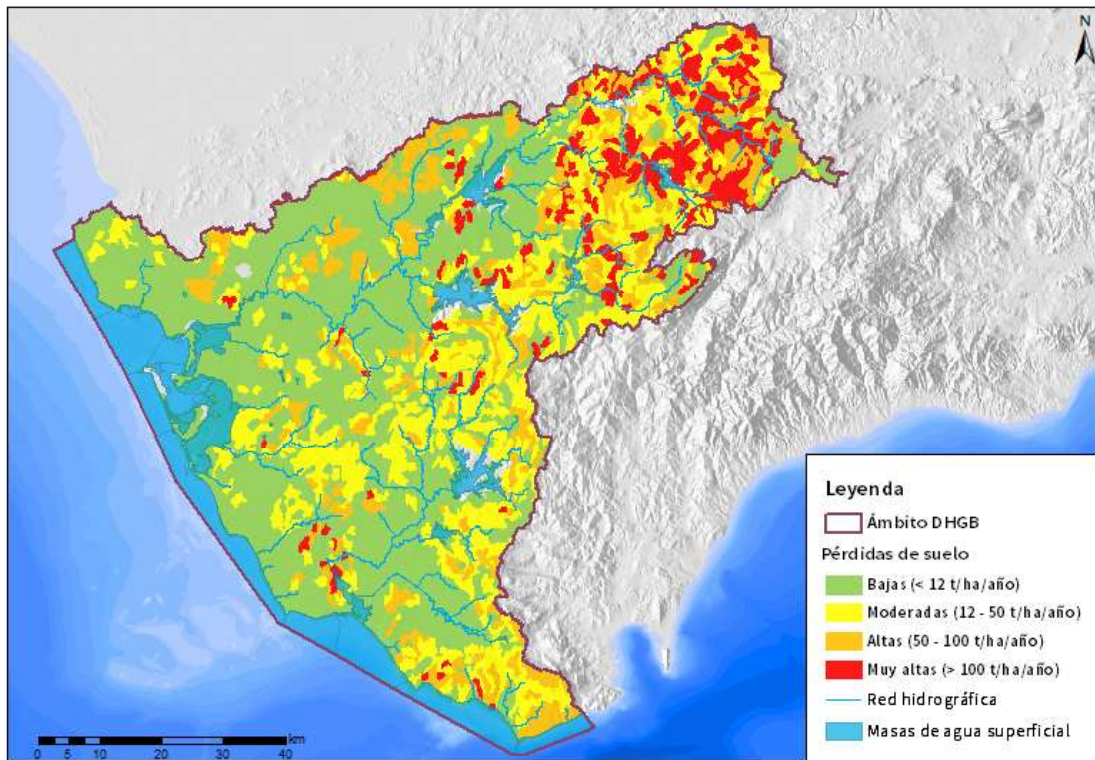 N
Leyenda
Ámbito DHGB
Pérdidas de suelo
Bajas (< 12 t/ha/año)
Moderadas (12 - 50 t/ha/año)
Altas (50 - 100 t/ha/año)
Muy altas (> 100 t/ha/año)
Red hidrográfica
Masas de agua superficial
km
0 5 10 20 30 40